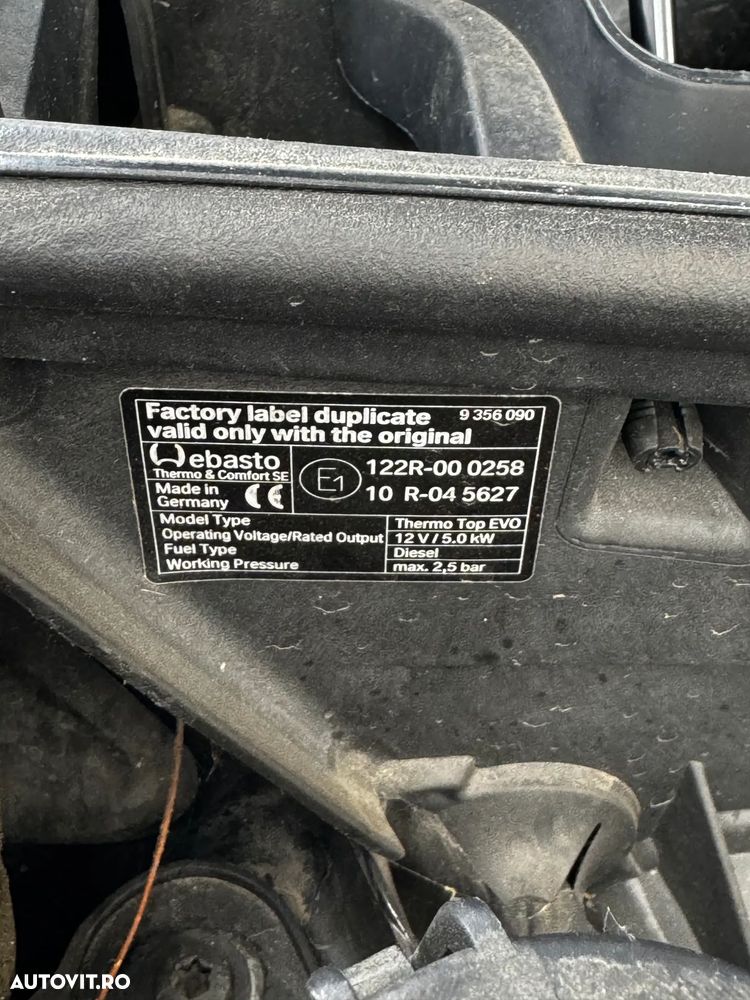 Factory label duplicate 9 356 090
valid only with the original
Webasto
Thermo & Comfort SE
Made in
Germany CE
E1
122R-00 0258
10 R-04 5627
Model Type Thermo Top EVO
Operating Voltage/Rated Output 12 V / 5.0 kW
Fuel Type Diesel
Working Pressure max. 2,5 bar
AUTOVIT.RO